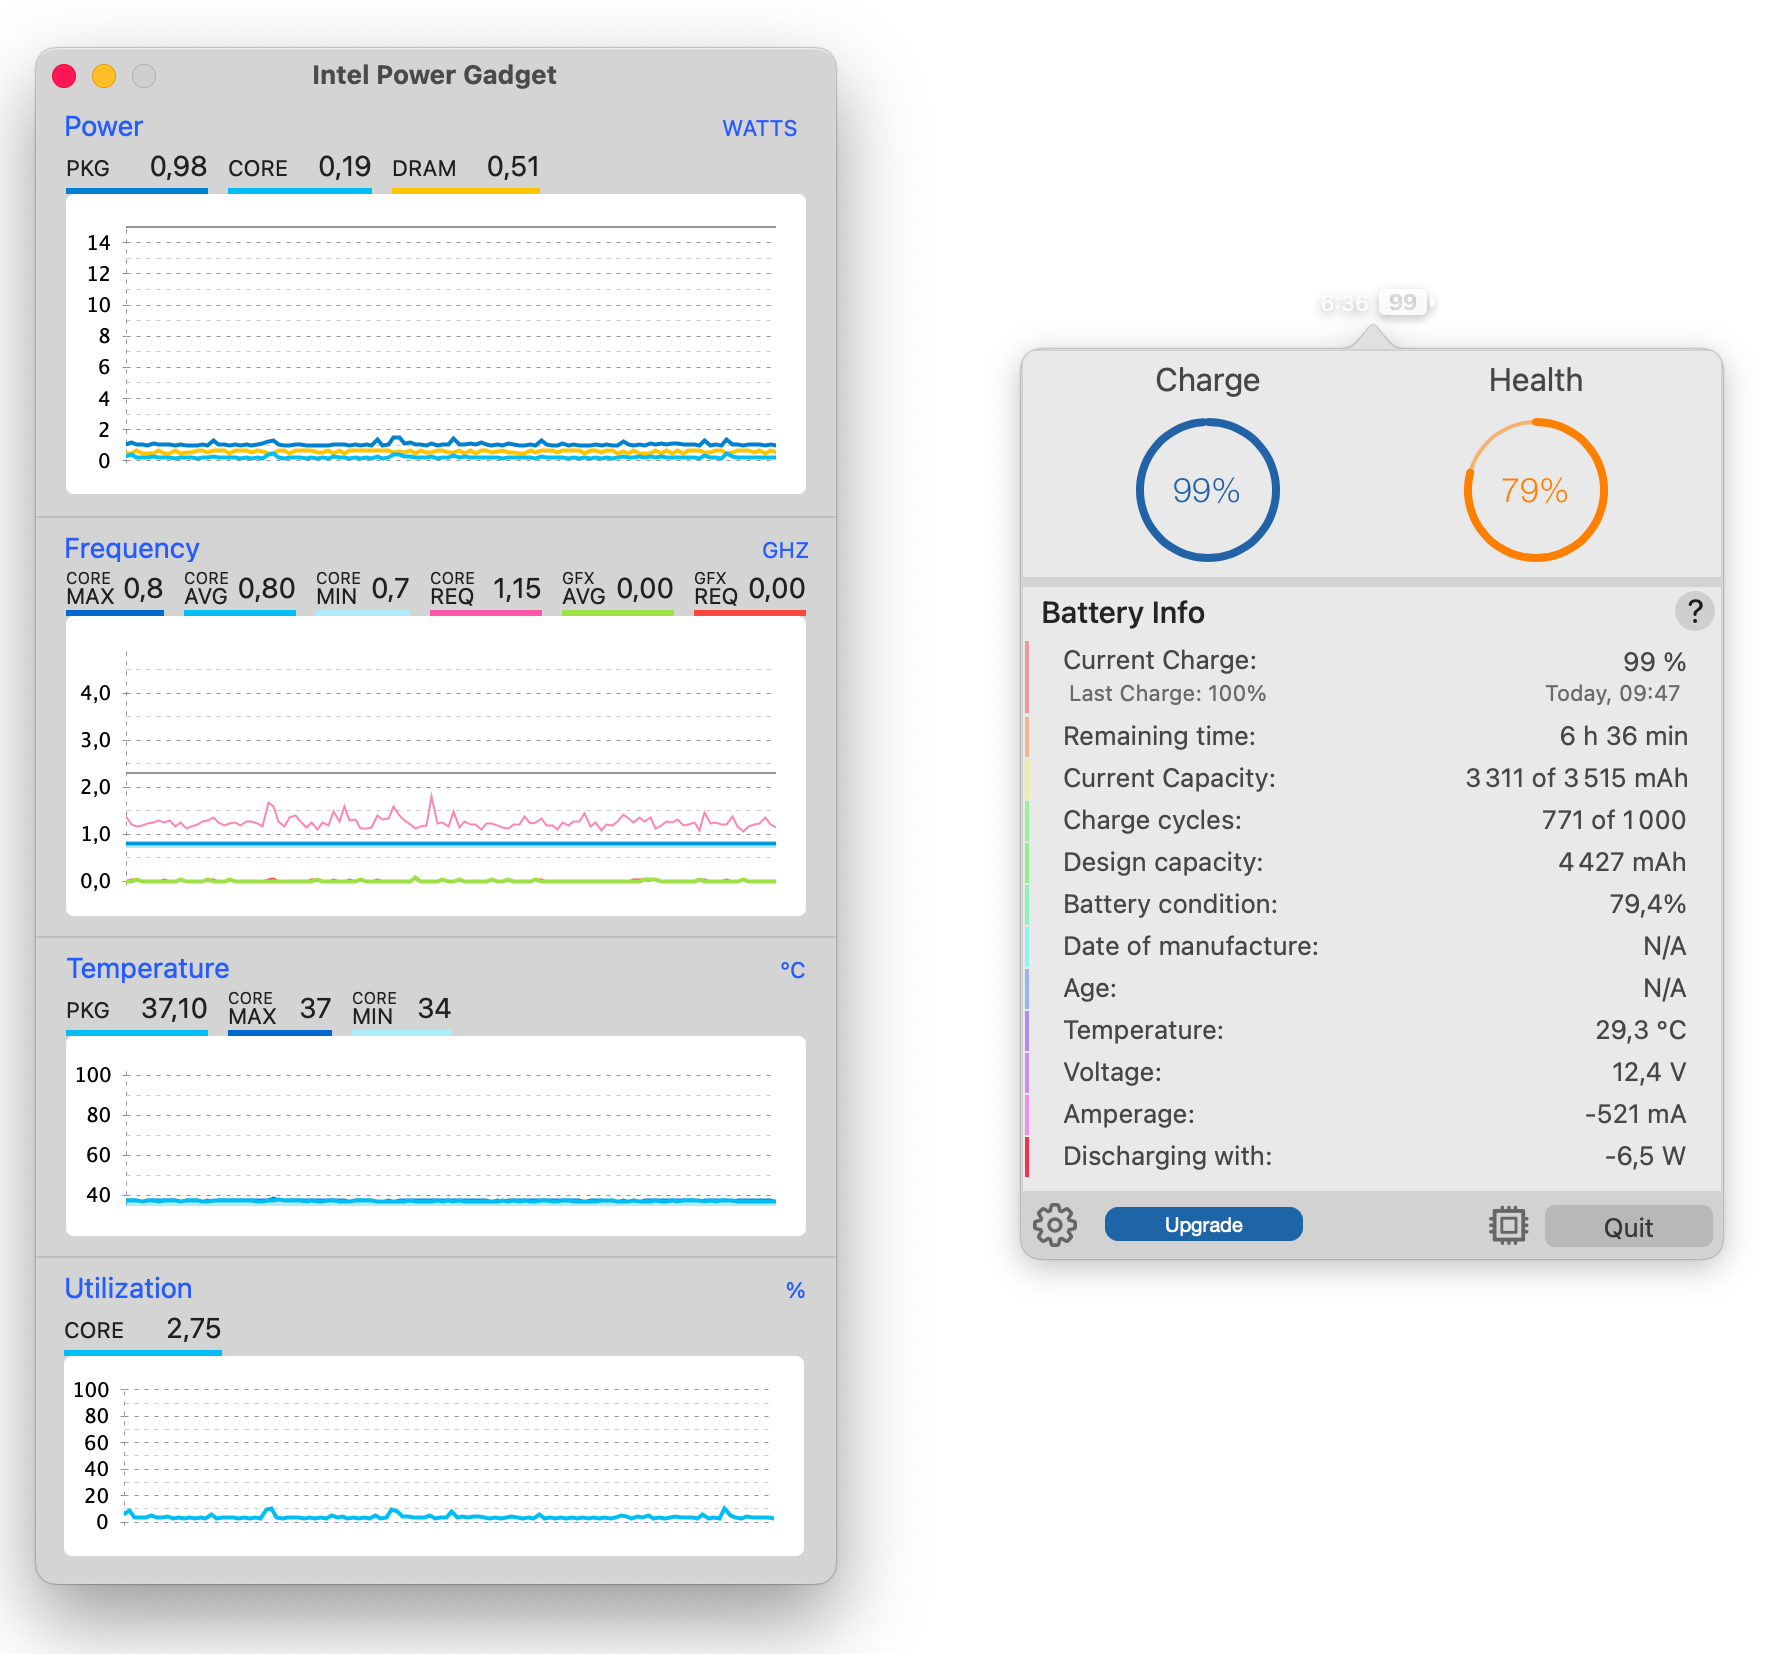 Intel Power Gadget
Power WATTS
PKG 0,98 CORE 0,19 DRAM 0,51
14
12
10
8
6
4
2
0
Frequency GHZ
CORE MAX 0,8 CORE AVG 0,80 CORE MIN 0,7 CORE REQ 1,15 GFX AVG 0,00 GFX REQ 0,00
4,0
3,0
2,0
1,0
0,0
Temperature °C
PKG 37,10 CORE MAX 37 CORE MIN 34
100
80
60
40
Utilization %
CORE 2,75
100
80
60
40
20
0
6:36 99
Charge Health
99% 79%
Battery Info ?
Current Charge: 99 %
Last Charge: 100% Today, 09:47
Remaining time: 6 h 36 min
Current Capacity: 3 311 of 3 515 mAh
Charge cycles: 771 of 1 000
Design capacity: 4 427 mAh
Battery condition: 79,4%
Date of manufacture: N/A
Age: N/A
Temperature: 29,3 °C
Voltage: 12,4 V
Amperage: -521 mA
Discharging with: -6,5 W
Upgrade Quit